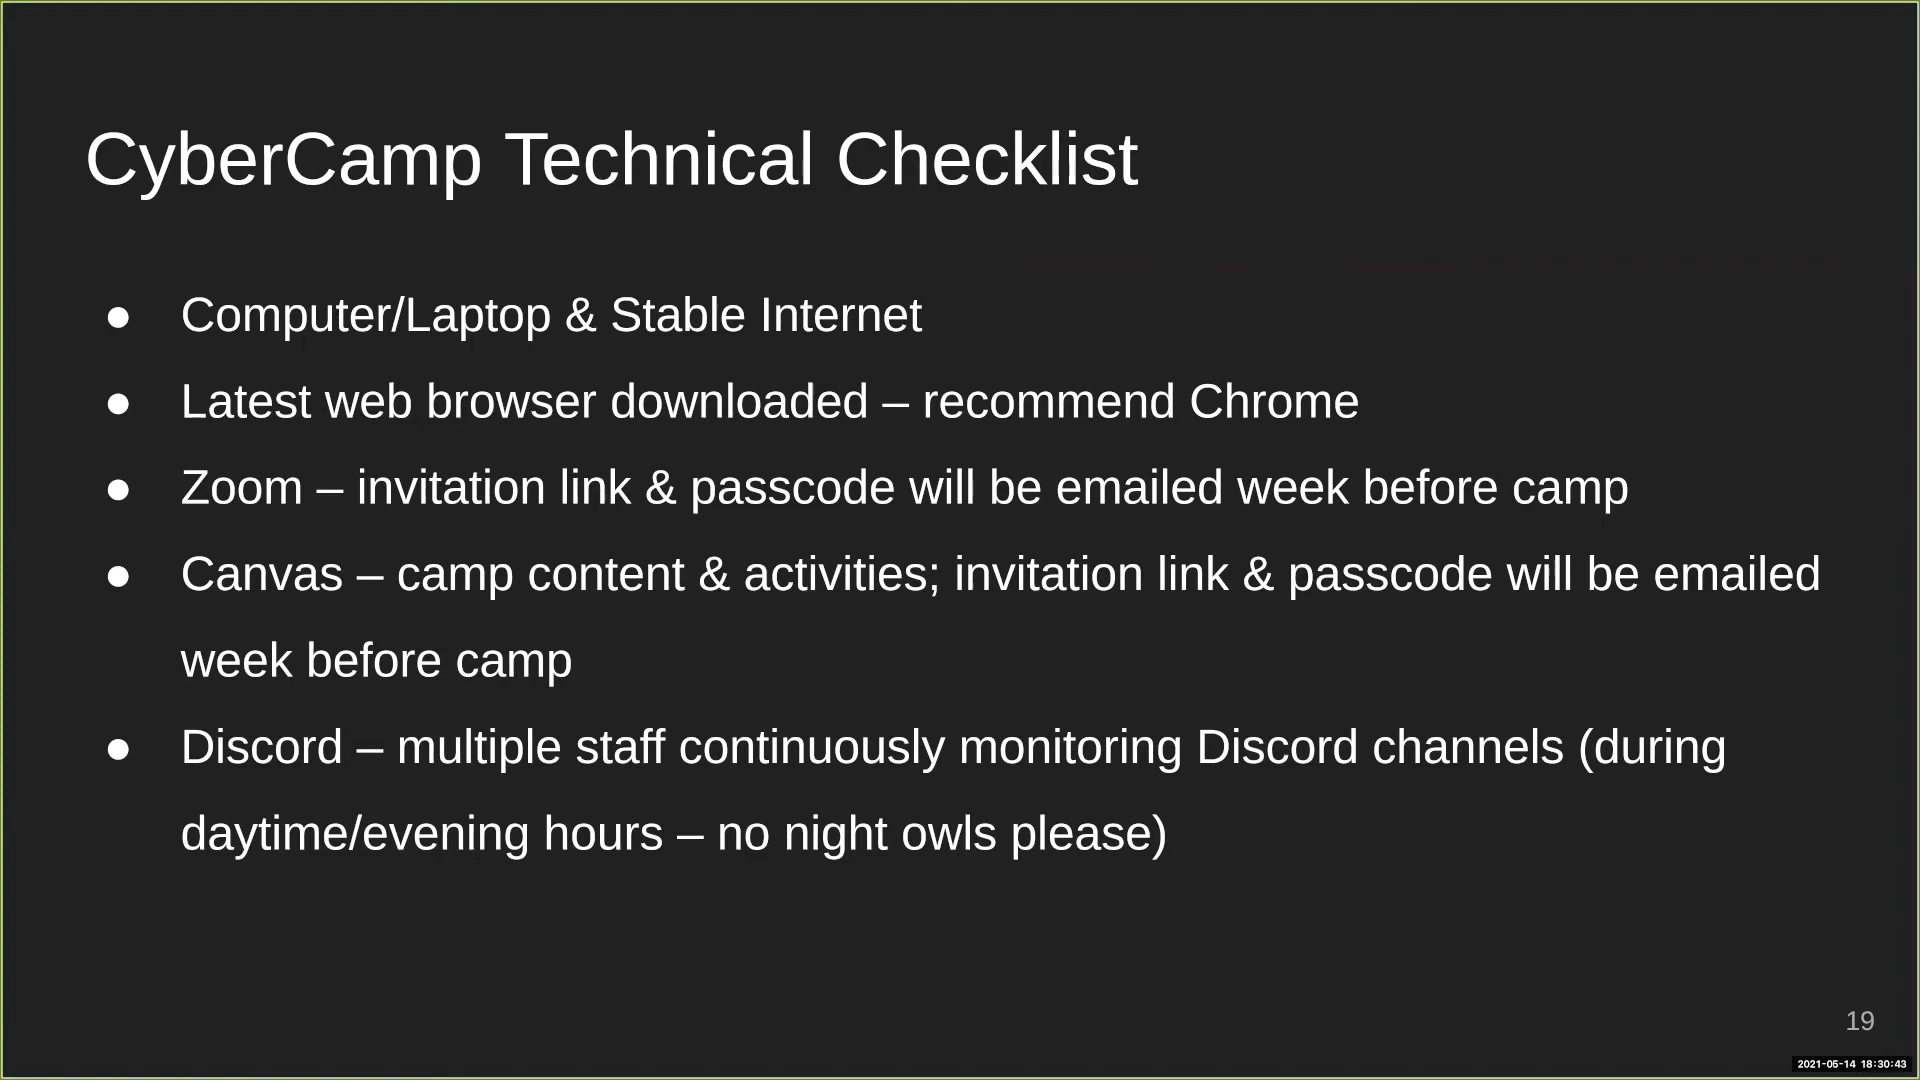 CyberCamp Technical Checklist
● Computer/Laptop & Stable Internet
● Latest web browser downloaded – recommend Chrome
● Zoom – invitation link & passcode will be emailed week before camp
● Canvas – camp content & activities; invitation link & passcode will be emailed
week before camp
● Discord – multiple staff continuously monitoring Discord channels (during
daytime/evening hours – no night owls please)
19
2021-05-14 18:30:43